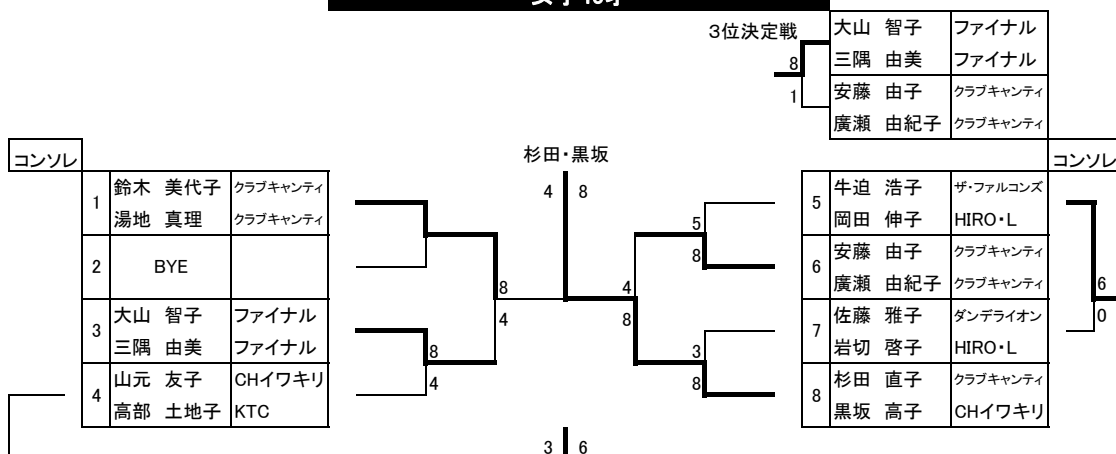 3位決定戦
大山 智子 ファイナル
三隅 由美 ファイナル
安藤 由子 クラブキャンティ
廣瀬 由紀子 クラブキャンティ
8
1
コンソレ
杉田・黒坂
コンソレ
4 8
1 鈴木 美代子 クラブキャンティ
湯地 真理 クラブキャンティ
2 BYE
3 大山 智子 ファイナル
三隅 由美 ファイナル
4 山元 友子 CHイワキリ
高部 土地子 KTC
8
4
8
4
5
8
4
8
3
8
5 牛迫 浩子 ザ・ファルコンズ
岡田 伸子 HIRO・L
6 安藤 由子 クラブキャンティ
廣瀬 由紀子 クラブキャンティ
7 佐藤 雅子 ダンデライオン
岩切 啓子 HIRO・L
8 杉田 直子 クラブキャンティ
黒坂 高子 CHイワキリ
6
0
3 6